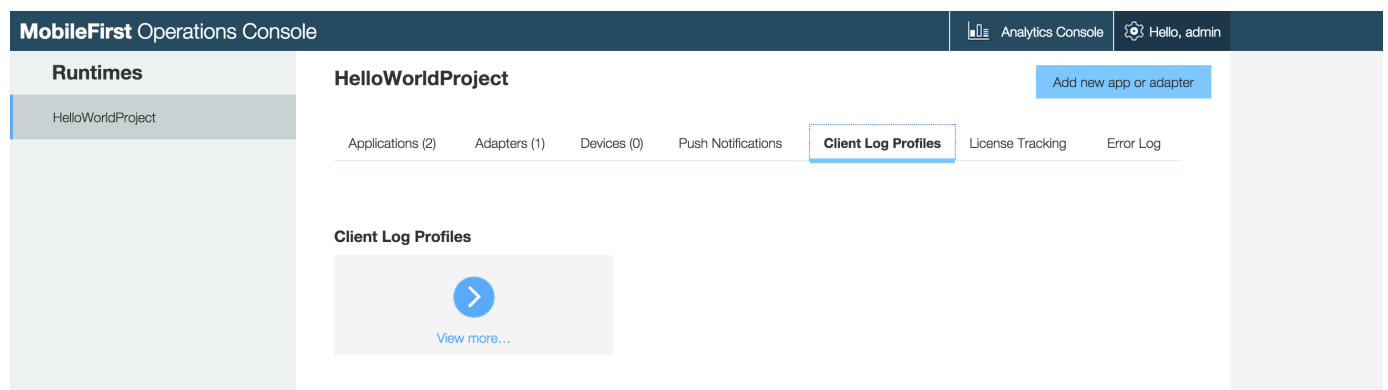 MobileFirst Operations Console
Analytics Console
Hello, admin
Runtimes
HelloWorldProject
HelloWorldProject
Add new app or adapter
Applications (2) Adapters (1) Devices (0) Push Notifications Client Log Profiles License Tracking Error Log
Client Log Profiles
View more...